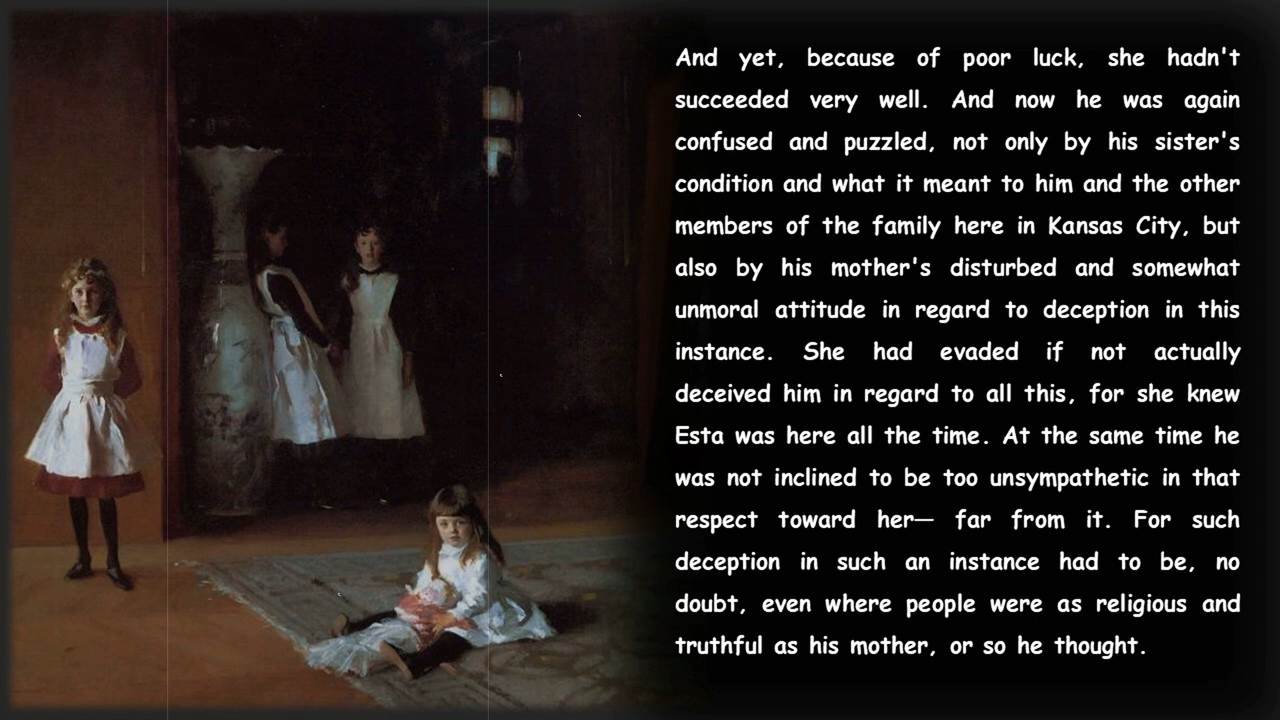 And yet, because of poor luck, she hadn't
succeeded very well. And now he was again
confused and puzzled, not only by his sister's
condition and what it meant to him and the other
members of the family here in Kansas City, but
also by his mother's disturbed and somewhat
unmoral attitude in regard to deception in this
instance. She had evaded if not actually
deceived him in regard to all this, for she knew
Esta was here all the time. At the same time he
was not inclined to be too unsympathetic in that
respect toward her— far from it. For such
deception in such an instance had to be, no
doubt, even where people were as religious and
truthful as his mother, or so he thought.